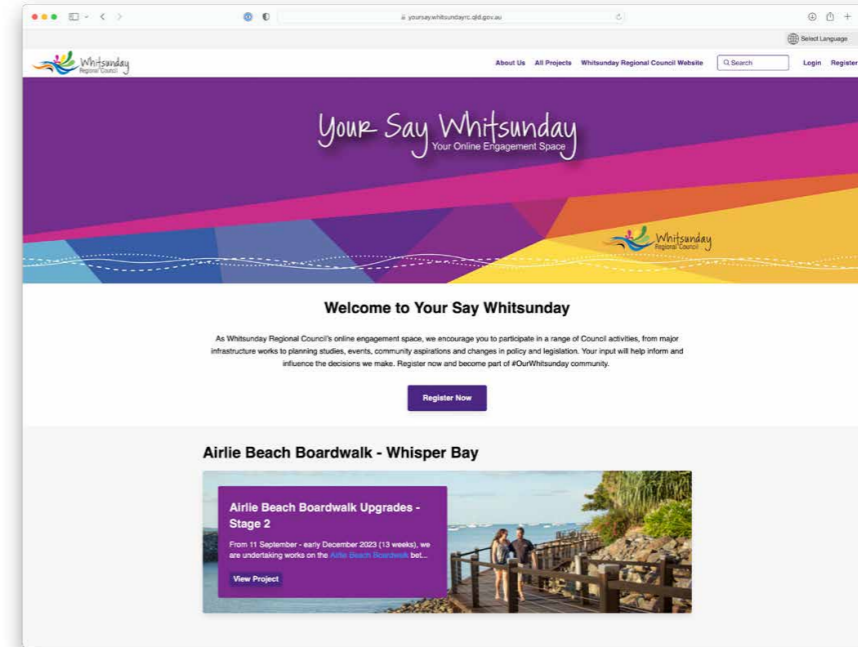 yoursay.whitsundayrc.qld.gov.au
Select Language
Whitsunday
Regional Council
About Us All Projects Whitsunday Regional Council Website Search Login Register
Your Say Whitsunday
Your Online Engagement Space
Whitsunday
Regional Council
Welcome to Your Say Whitsunday
As Whitsunday Regional Council's online engagement space, we encourage you to participate in a range of Council activities, from major
infrastructure works to planning studies, events, community aspirations and changes in policy and legislation. Your input will help inform and
influence the decisions we make. Register now and become part of #OurWhitsunday community.
Register Now
Airlie Beach Boardwalk - Whisper Bay
Airlie Beach Boardwalk Upgrades -
Stage 2
From 11 September - early December 2023 (13 weeks), we
are undertaking works on the Airlie Beach Boardwalk bet...
View Project